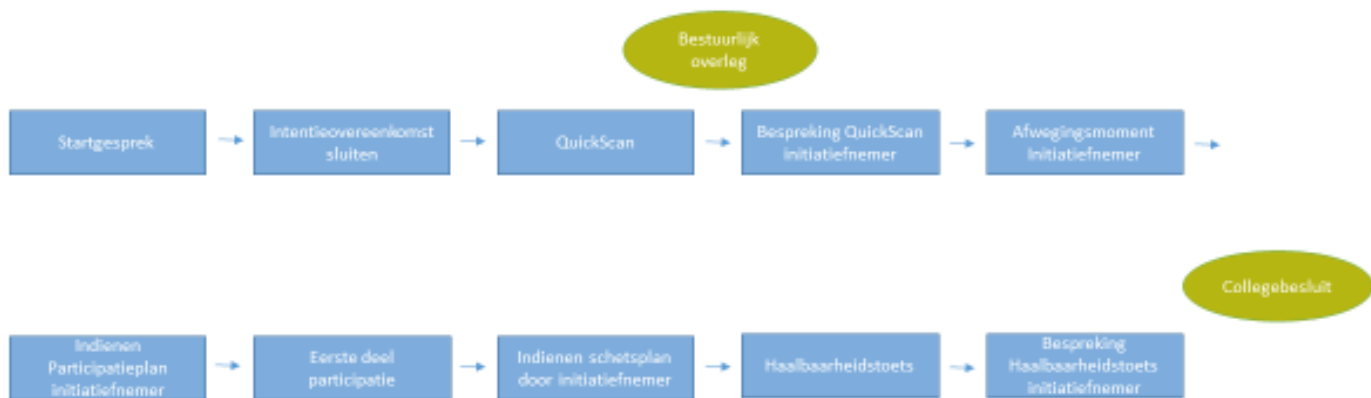 Bestuurlijk
overleg
Startgesprek
Intentieovereenkomst
sluiten
QuickScan
Bespreking QuickScan
initiatiefnemer
Afwegingsmoment
Initiatiefnemer
Collegebesluit
Indienen
Participatieplan
initiatiefnemer
Eerste deel
participatie
Indienen schetsplan
door initiatiefnemer
Haalbaarheidstoets
Bespreking
Haalbaarheidstoets
initiatiefnemer